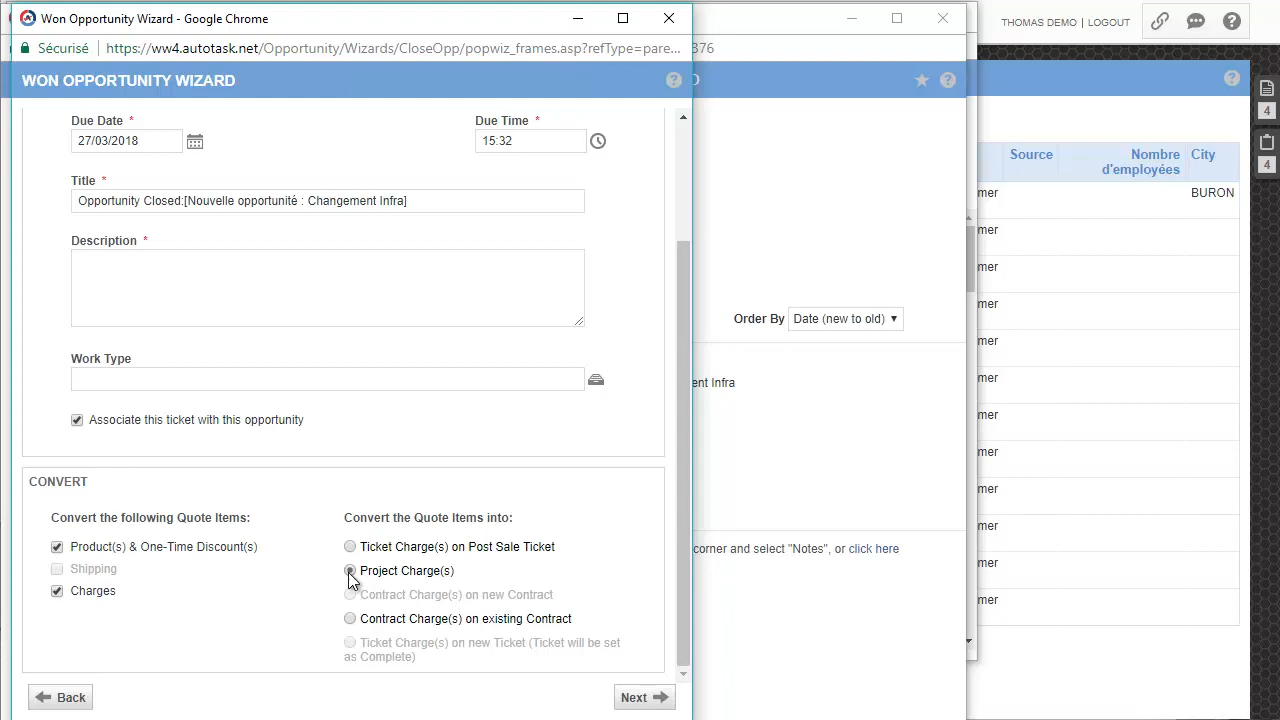 Won Opportunity Wizard - Google Chrome
Sécurisé https://ww4.autotask.net/Opportunity/Wizards/CloseOpp/popwiz_frames.asp?refType=pare... 376
THOMAS DEMO | LOGOUT
WON OPPORTUNITY WIZARD
Due Date *
Due Time *
27/03/2018
15:32
Title *
Opportunity Closed:[Nouvelle opportunité : Changement Infra]
Description *
Work Type
Associate this ticket with this opportunity
CONVERT
Convert the following Quote Items:
Product(s) & One-Time Discount(s)
Shipping
Charges
Convert the Quote Items into:
Ticket Charge(s) on Post Sale Ticket
Project Charge(s)
Contract Charge(s) on new Contract
Contract Charge(s) on existing Contract
Ticket Charge(s) on new Ticket (Ticket will be set
as Complete)
Back
Next
Order By Date (new to old)
ent Infra
corner and select "Notes", or click here
Source
Nombre
d'employées
City
mer
BURON
mer
mer
mer
mer
mer
mer
mer
mer
mer
mer
mer
4
4